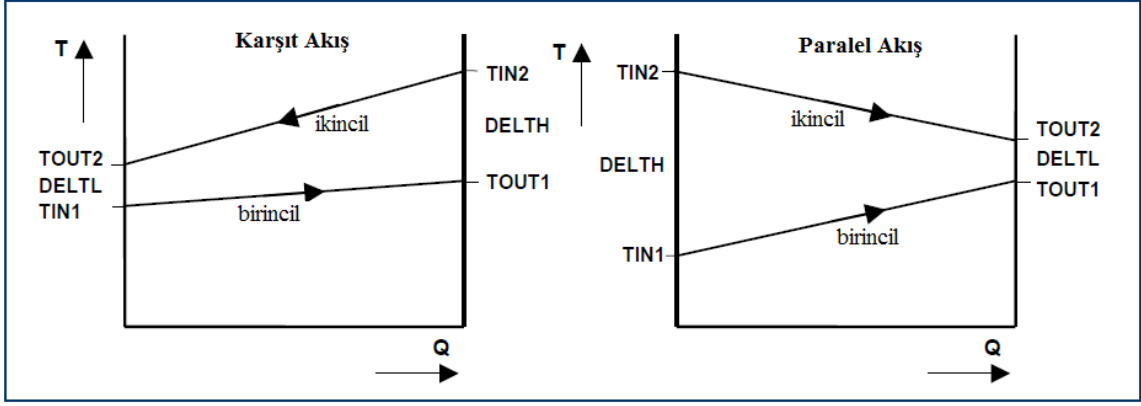 Karşıt Akış
T
TIN2
ikincil
DELTH
TOUT2
DELTL
TIN1
TOUT1
birincil
Q
Paralel Akış
T
TIN2
ikincil
TOUT2
DELTH
DELTL
TOUT1
birincil
TIN1
Q